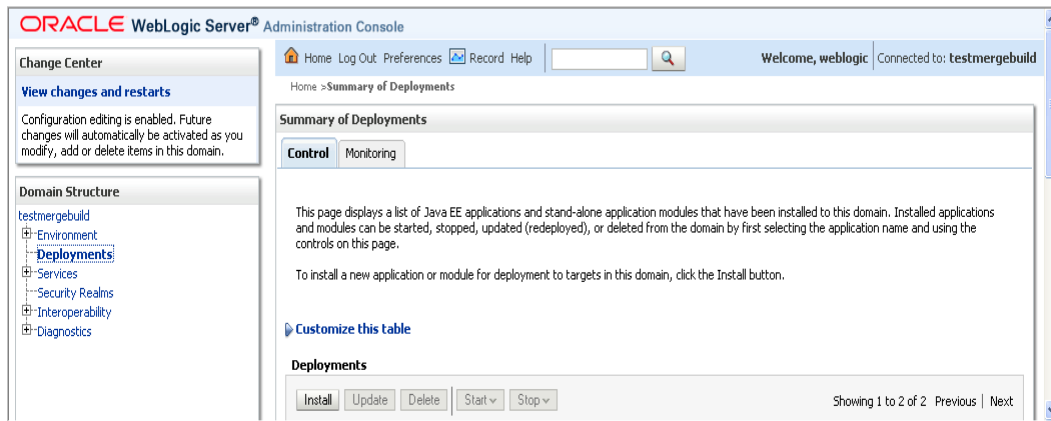 ORACLE WebLogic Server® Administration Console
Change Center
View changes and restarts
Configuration editing is enabled. Future
changes will automatically be activated as you
modify, add or delete items in this domain.
Domain Structure
testmergebuild
Environment
Deployments
Services
Security Realms
Interoperability
Diagnostics
Home Log Out Preferences Record Help
Welcome, weblogic Connected to: testmergebuild
Home >Summary of Deployments
Summary of Deployments
Control Monitoring
This page displays a list of Java EE applications and stand-alone application modules that have been installed to this domain. Installed applications
and modules can be started, stopped, updated (redeployed), or deleted from the domain by first selecting the application name and using the
controls on this page.
To install a new application or module for deployment to targets in this domain, click the Install button.
Customize this table
Deployments
Install Update Delete Start Stop
Showing 1 to 2 of 2 Previous | Next